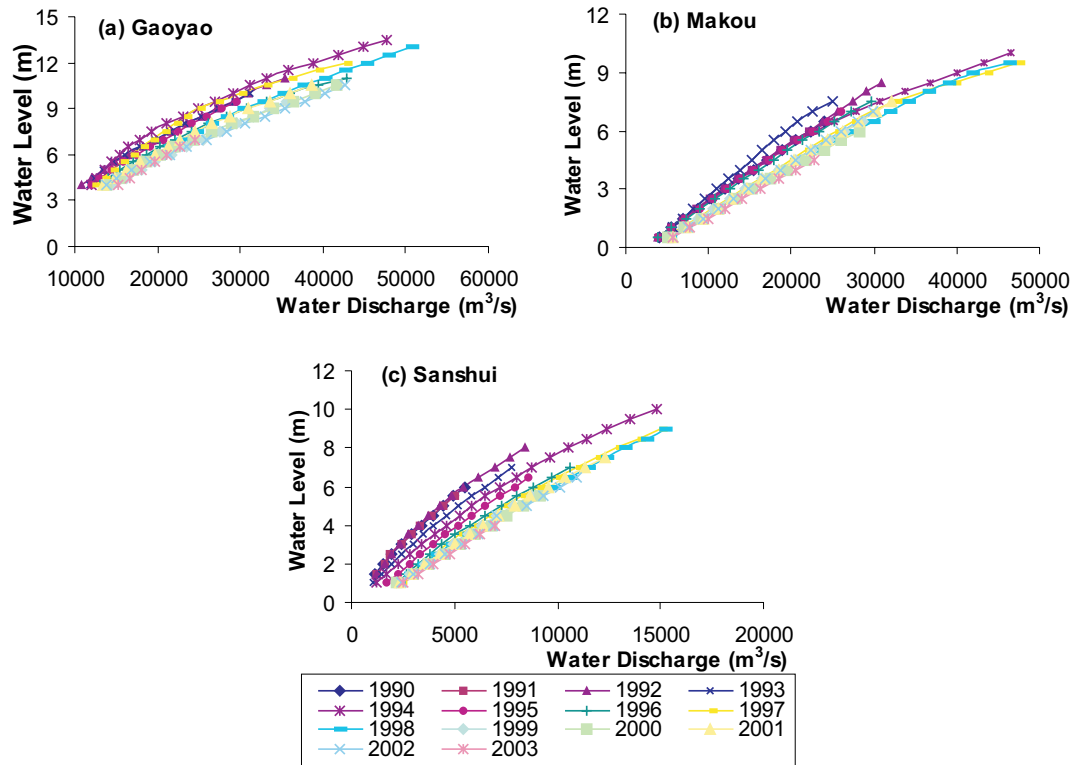 (a) Gaoyao
Water Level (m)
15
12
9
6
3
0
10000 20000 30000 40000 50000 60000
Water Discharge (m³/s)
(b) Makou
Water Level (m)
12
9
6
3
0
0 10000 20000 30000 40000 50000
Water Discharge (m³/s)
(c) Sanshui
Water Level (m)
12
10
8
6
4
2
0
0 5000 10000 15000 20000
Water Discharge (m³/s)
1990 1991 1992 1993
1994 1995 1996 1997
1998 1999 2000 2001
2002 2003